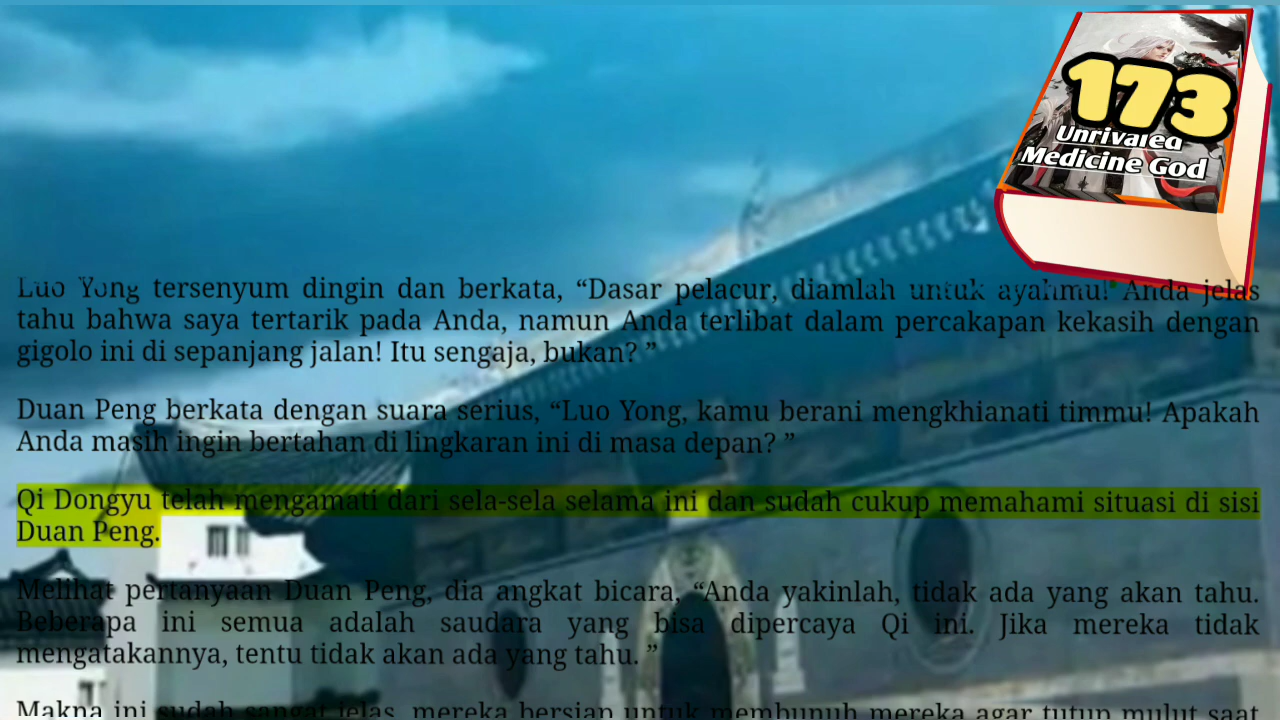 173
Unrivaled
Medicine God
Luo Yong tersenyum dingin dan berkata, “Dasar pelacur, diamlah untuk ayahmu! Anda jelas
tahu bahwa saya tertarik pada Anda, namun Anda terlibat dalam percakapan kekasih dengan
gigolo ini di sepanjang jalan! Itu sengaja, bukan? ”
Duan Peng berkata dengan suara serius, “Luo Yong, kamu berani mengkhianati timmu! Apakah
Anda masih ingin bertahan di lingkaran ini di masa depan? ”
Qi Dongyu telah mengamati dari sela-sela selama ini dan sudah cukup memahami situasi di sisi
Duan Peng.
Melihat pertanyaan Duan Peng, dia angkat bicara, “Anda yakinlah, tidak ada yang akan tahu.
Beberapa ini semua adalah saudara yang bisa dipercaya Qi ini. Jika mereka tidak
mengatakannya, tentu tidak akan ada yang tahu. ”
Makna ini sudah sangat jelas, mereka bersiap untuk membunuh mereka agar tutup mulut saat